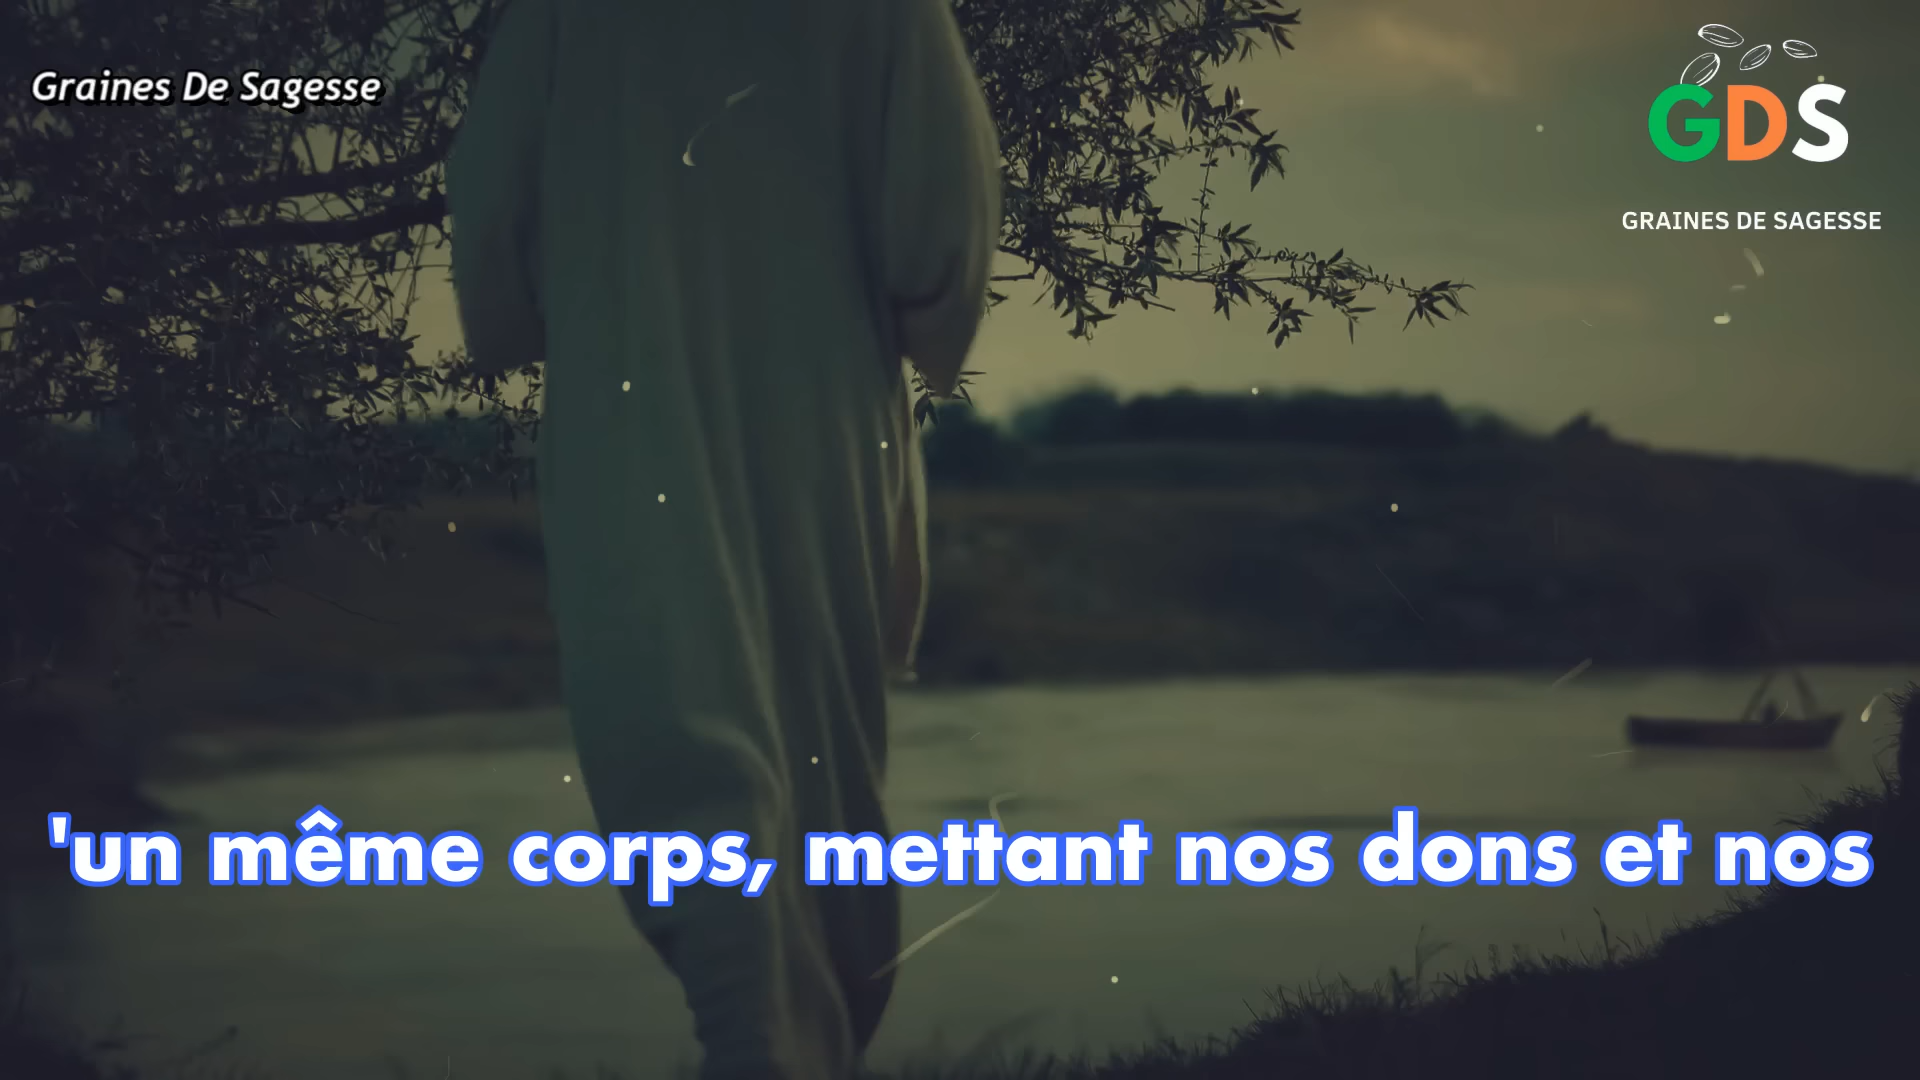 Graines De Sagesse
GDS
GRAINES DE SAGESSE
'un même corps, mettant nos dons et nos